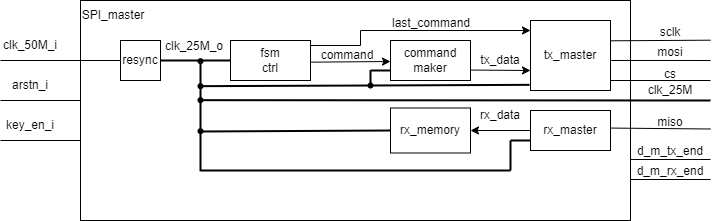 SPI_master
last_command
sclk
clk_50M_i
clk_25M_o
fsm
ctrl
command
command
maker
tx_data
tx_master
mosi
resync
cs
arstn_i
clk_25M
key_en_i
rx_memory
rx_data
rx_master
miso
d_m_tx_end
d_m_rx_end